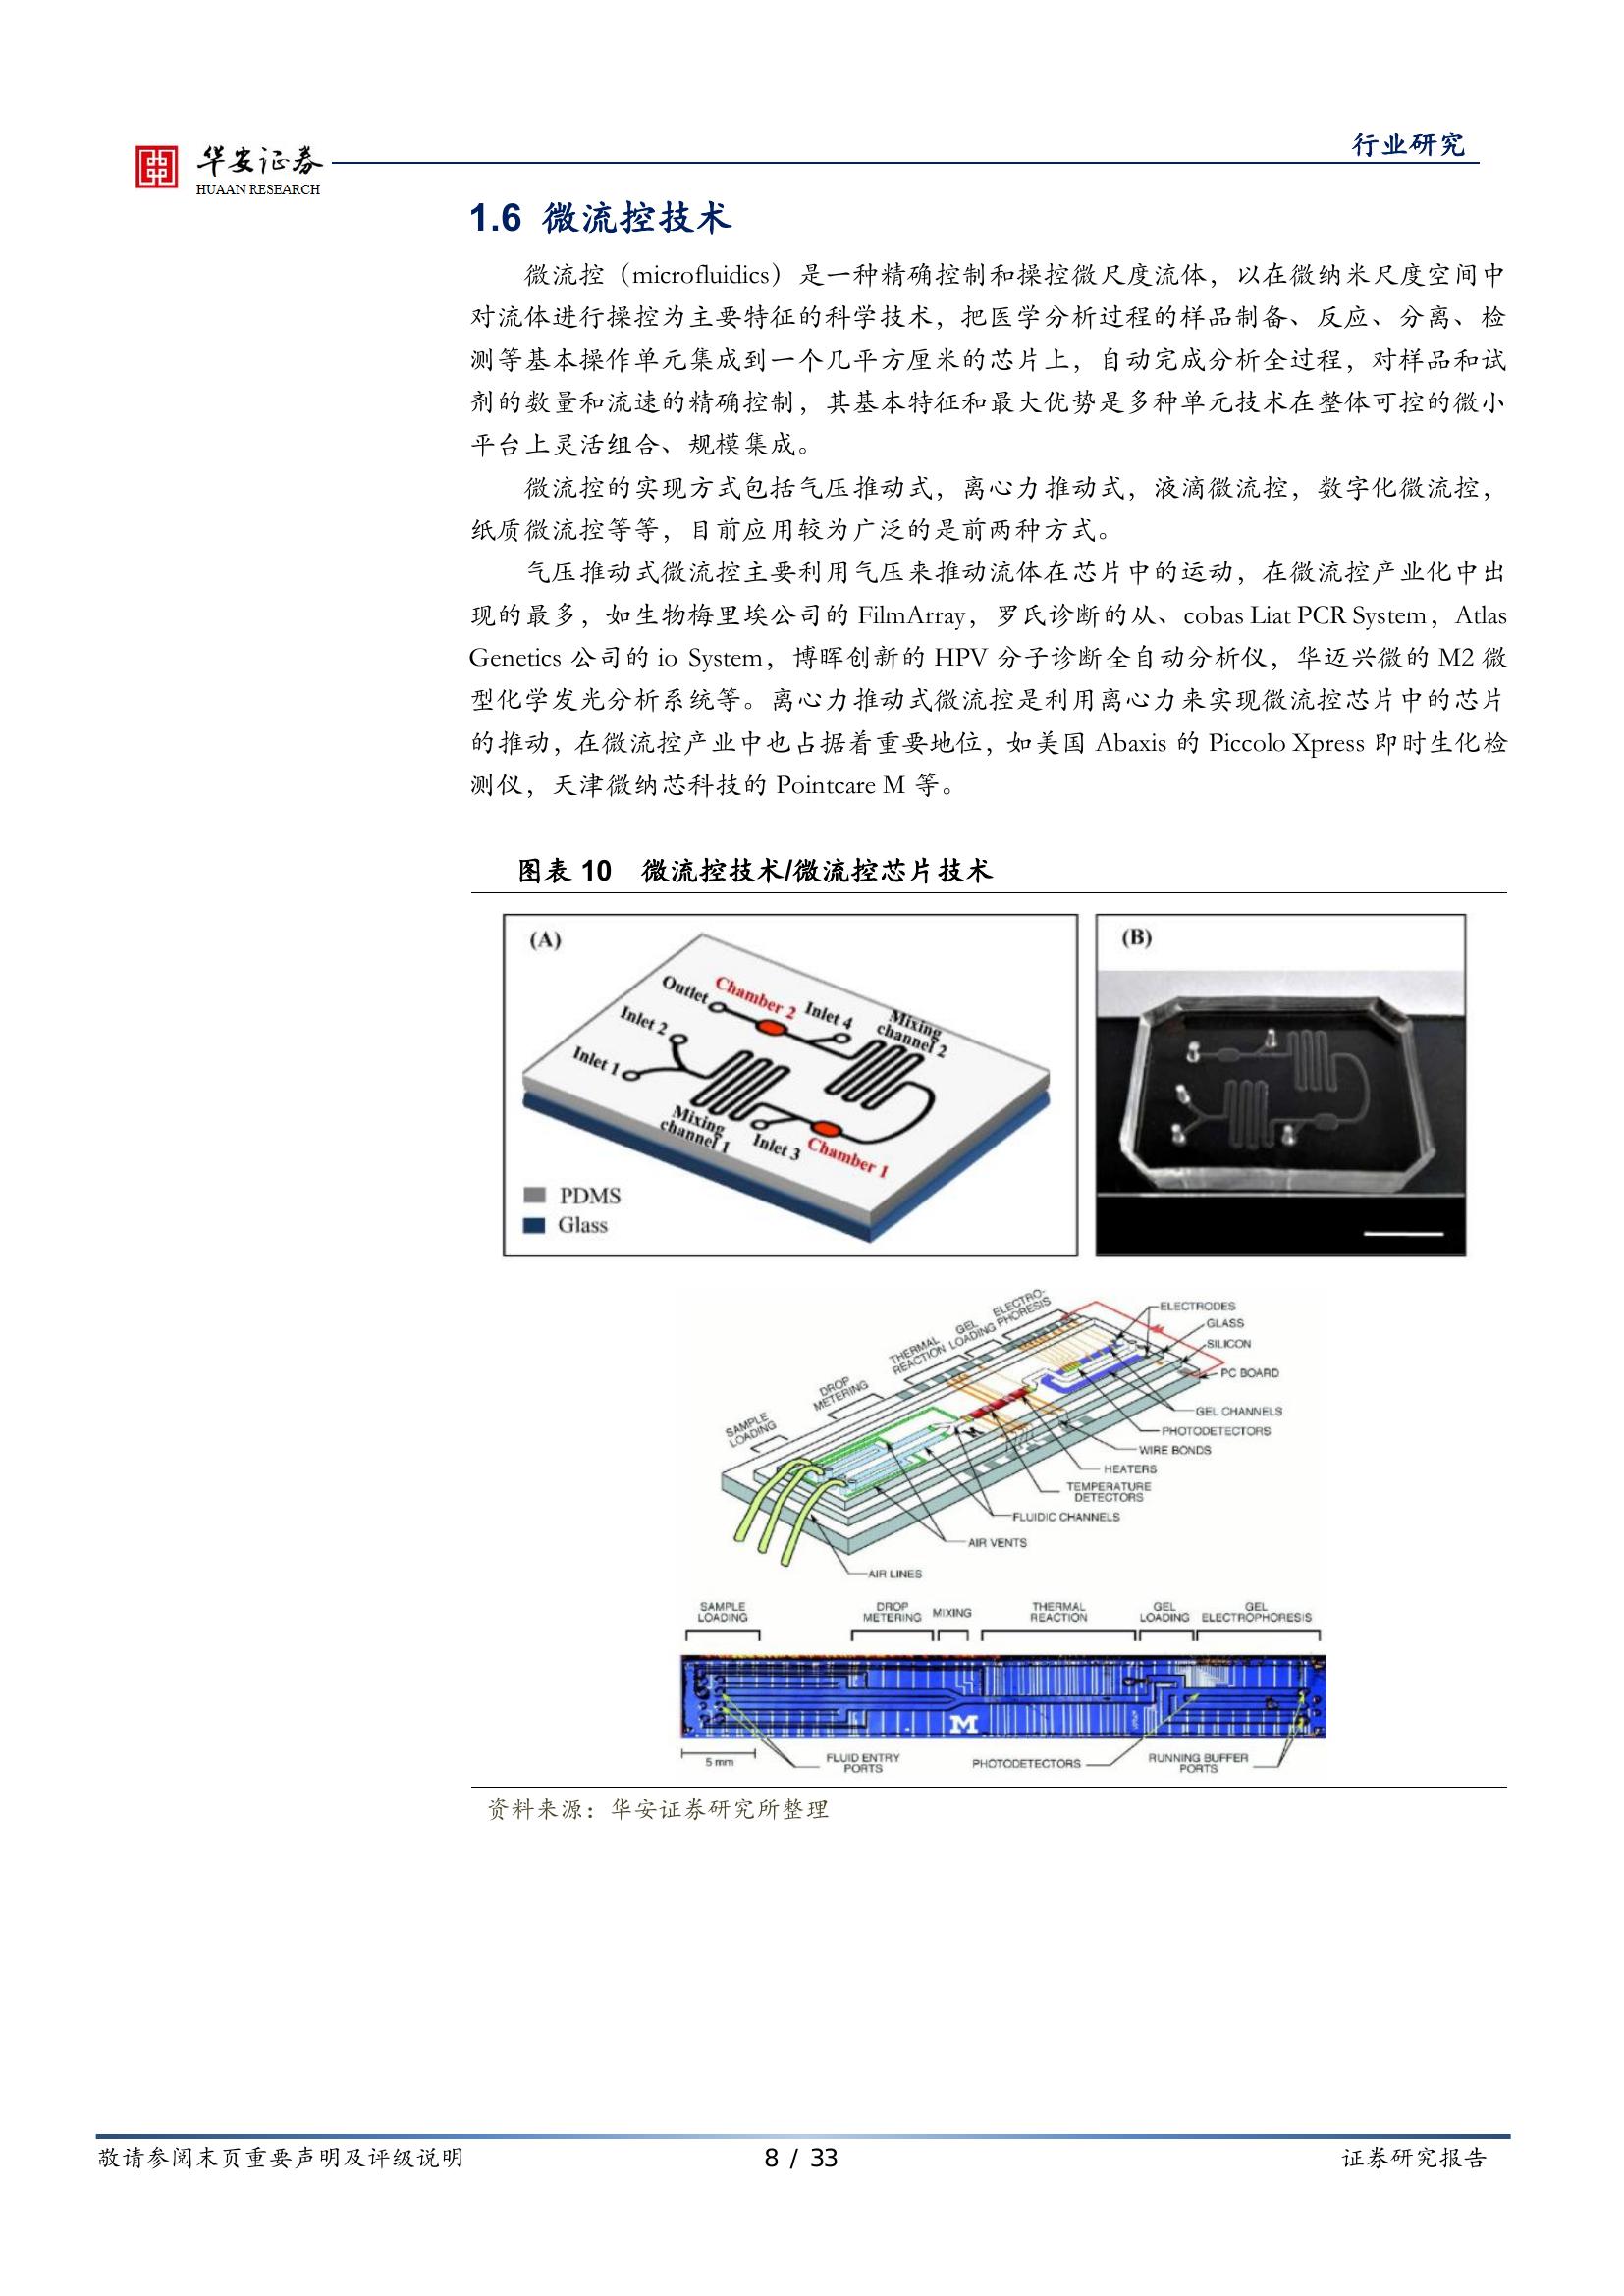 华安证券
HUAAN RESEARCH
行业研究
1.6 微流控技术
微流控（microfluidics）是一种精确控制和操控微尺度流体，以在微纳米尺度空间中
对流体进行操控为主要特征的科学技术，把医学分析过程的样品制备、反应、分离、检
测等基本操作单元集成到一个几平方厘米的芯片上，自动完成分析全过程，对样品和试
剂的数量和流速的精确控制，其基本特征和最大优势是多种单元技术在整体可控的微小
平台上灵活组合、规模集成。
微流控的实现方式包括气压推动式，离心力推动式，液滴微流控，数字化微流控，
纸质微流控等等，目前应用较为广泛的是前两种方式。
气压推动式微流控主要利用气压来推动流体在芯片中的运动，在微流控产业化中出
现的最多，如生物梅里埃公司的 FilmArray，罗氏诊断的从、cobas Liat PCR System，Atlas
Genetics 公司的 io System，博晖创新的 HPV 分子诊断全自动分析仪，华迈兴微的 M2 微
型化学发光分析系统等。离心力推动式微流控是利用离心力来实现微流控芯片中的芯片
的推动，在微流控产业中也占据着重要地位，如美国 Abaxis 的 Piccolo Xpress 即时生化检
测仪，天津微纳芯科技的 Pointcare M 等。
图表 10 微流控技术/微流控芯片技术
(A)
Outlet
Chamber 2
Inlet 4
Mixing
channel 2
Inlet 2
Inlet 1
Mixing
channel 1
Inlet 3
Chamber 1
PDMS
Glass
(B)
ELECTRO-
PHORESIS
GEL
LOADING
THERMAL
REACTION
DROP
METERING
SAMPLE
LOADING
ELECTRODES
GLASS
SILICON
PC BOARD
GEL CHANNELS
PHOTODETECTORS
WIRE BONDS
HEATERS
TEMPERATURE
DETECTORS
FLUIDIC CHANNELS
AIR VENTS
AIR LINES
M
SAMPLE
LOADING
DROP
METERING
MIXING
THERMAL
REACTION
GEL
LOADING
GEL
ELECTROPHORESIS
M
5 mm
FLUID ENTRY
PORTS
PHOTODETECTORS
RUNNING BUFFER
PORTS
资料来源：华安证券研究所整理
敬请参阅末页重要声明及评级说明
8 / 33
证券研究报告